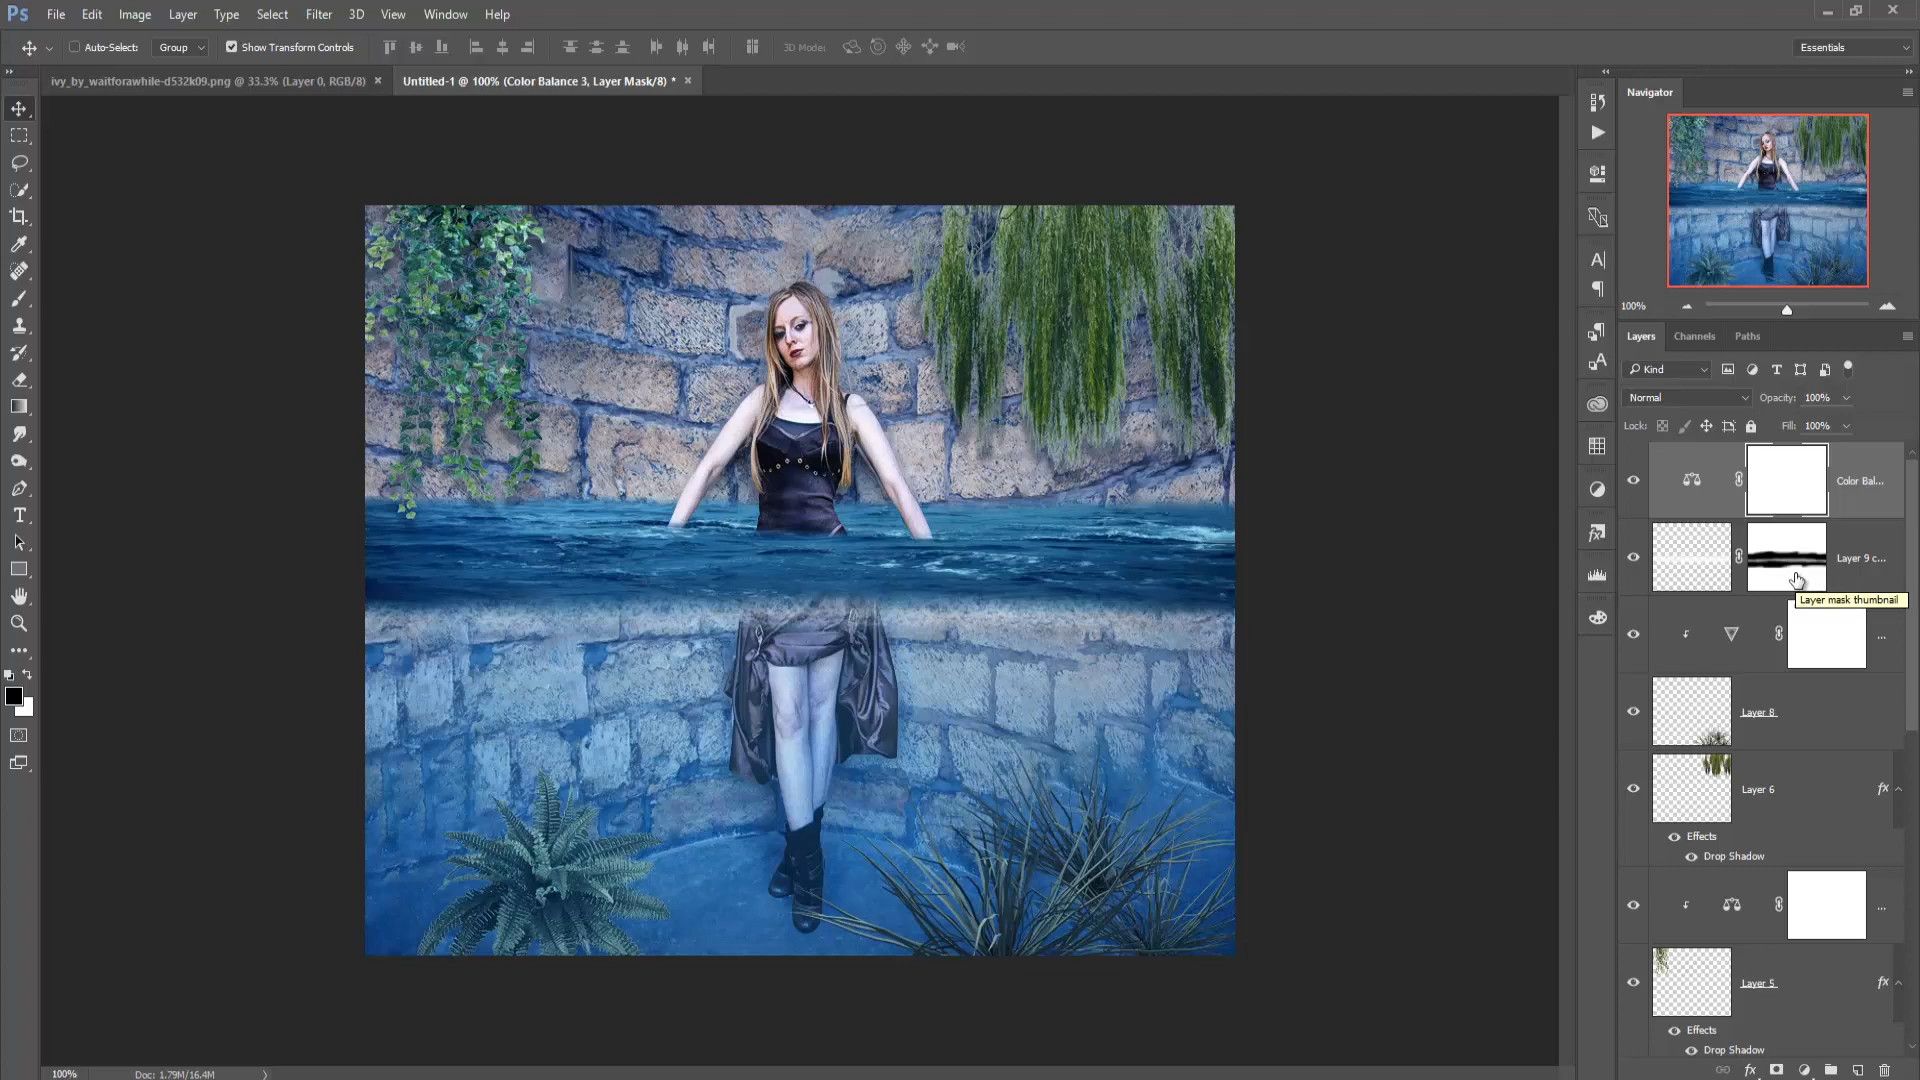 Ps File Edit Image Layer Type Select Filter 3D View Window Help
Auto-Select: Group Show Transform Controls 3D Mode: Essentials
ivy_by_waitforawhile-d532k09.png @ 33.3% (Layer 0, RGB/8) × Untitled-1 @ 100% (Color Balance 3, Layer Mask/8) * ×
Navigator
100%
Layers Channels Paths
Kind
Normal Opacity: 100%
Lock: Fill: 100%
Color Bal...
Layer 9 c...
Layer mask thumbnail
...
Layer 8
Layer 6 fx
Effects
Drop Shadow
...
Layer 5 fx
Effects
Drop Shadow
100% Doc: 1.79M/16.4M